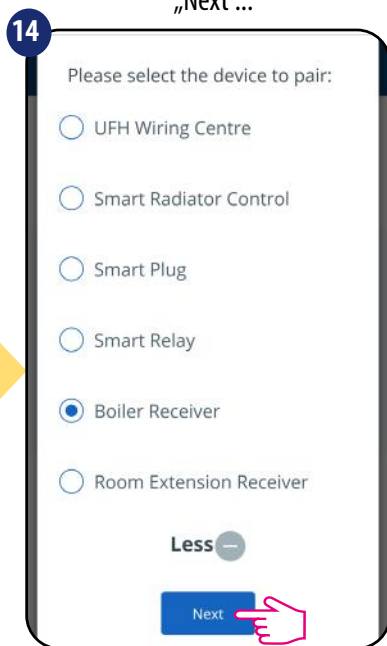 „Next"...
14
Please select the device to pair:
UFH Wiring Centre
Smart Radiator Control
Smart Plug
Smart Relay
Boiler Receiver
Room Extension Receiver
Less
Next